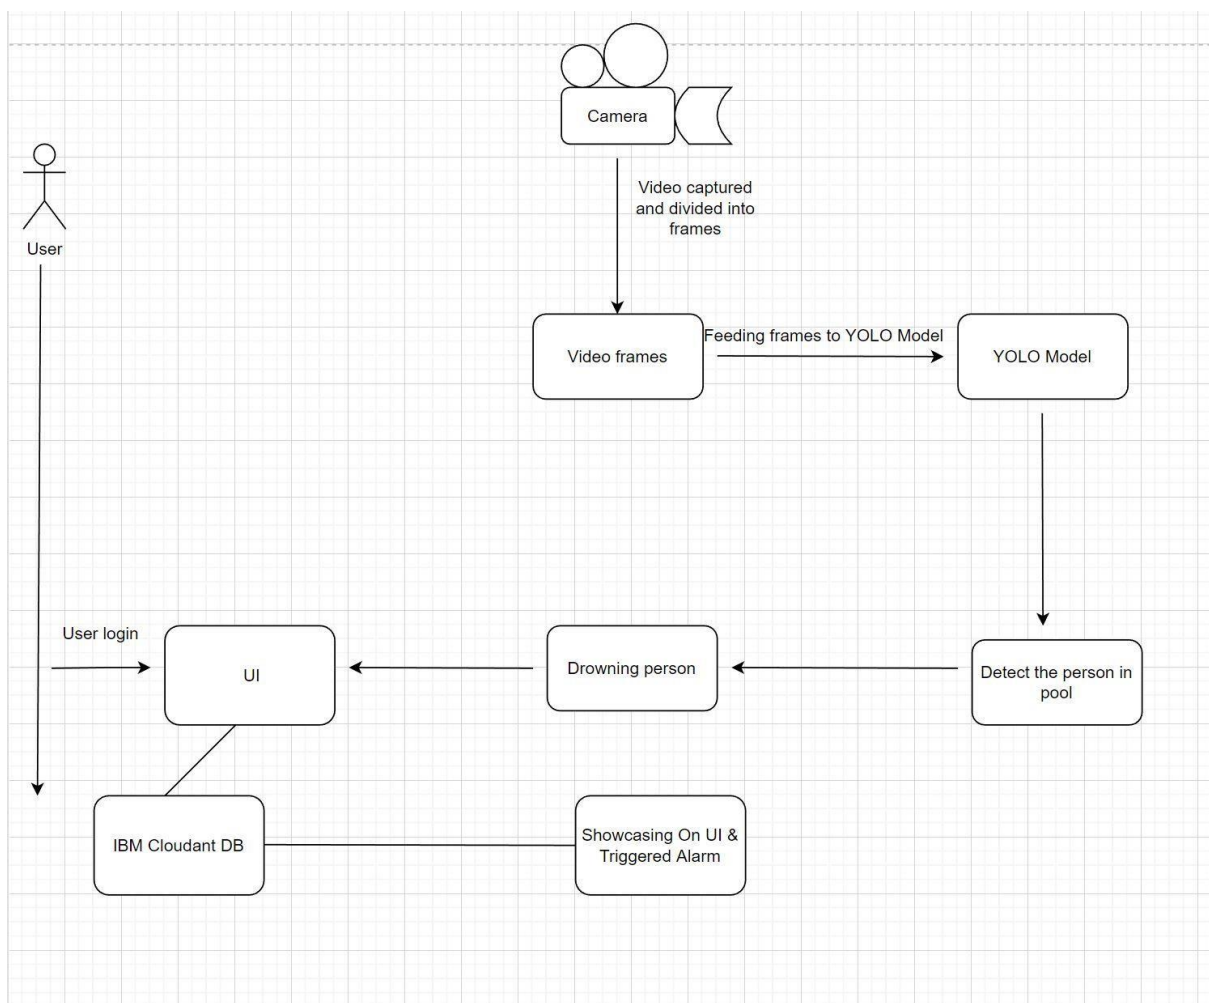 Camera
Video captured
and divided into
frames
User
Video frames
Feeding frames to YOLO Model
YOLO Model
User login
UI
Drowning person
Detect the person in
pool
IBM Cloudant DB
Showcasing On UI &
Triggered Alarm